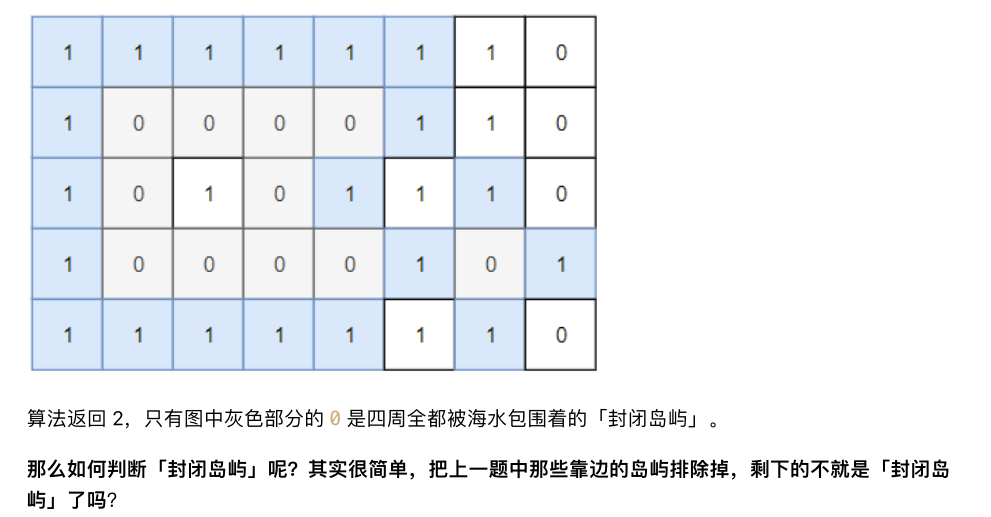 1 1 1 1 1 1 1 0
1 0 0 0 0 1 1 0
1 0 1 0 1 1 1 0
1 0 0 0 0 1 0 1
1 1 1 1 1 1 1 0
算法返回 2，只有图中灰色部分的 0 是四周全都被海水包围着的「封闭岛屿」。
那么如何判断「封闭岛屿」呢？其实很简单，把上一题中那些靠边的岛屿排除掉，剩下的不就是「封闭岛
屿」了吗？